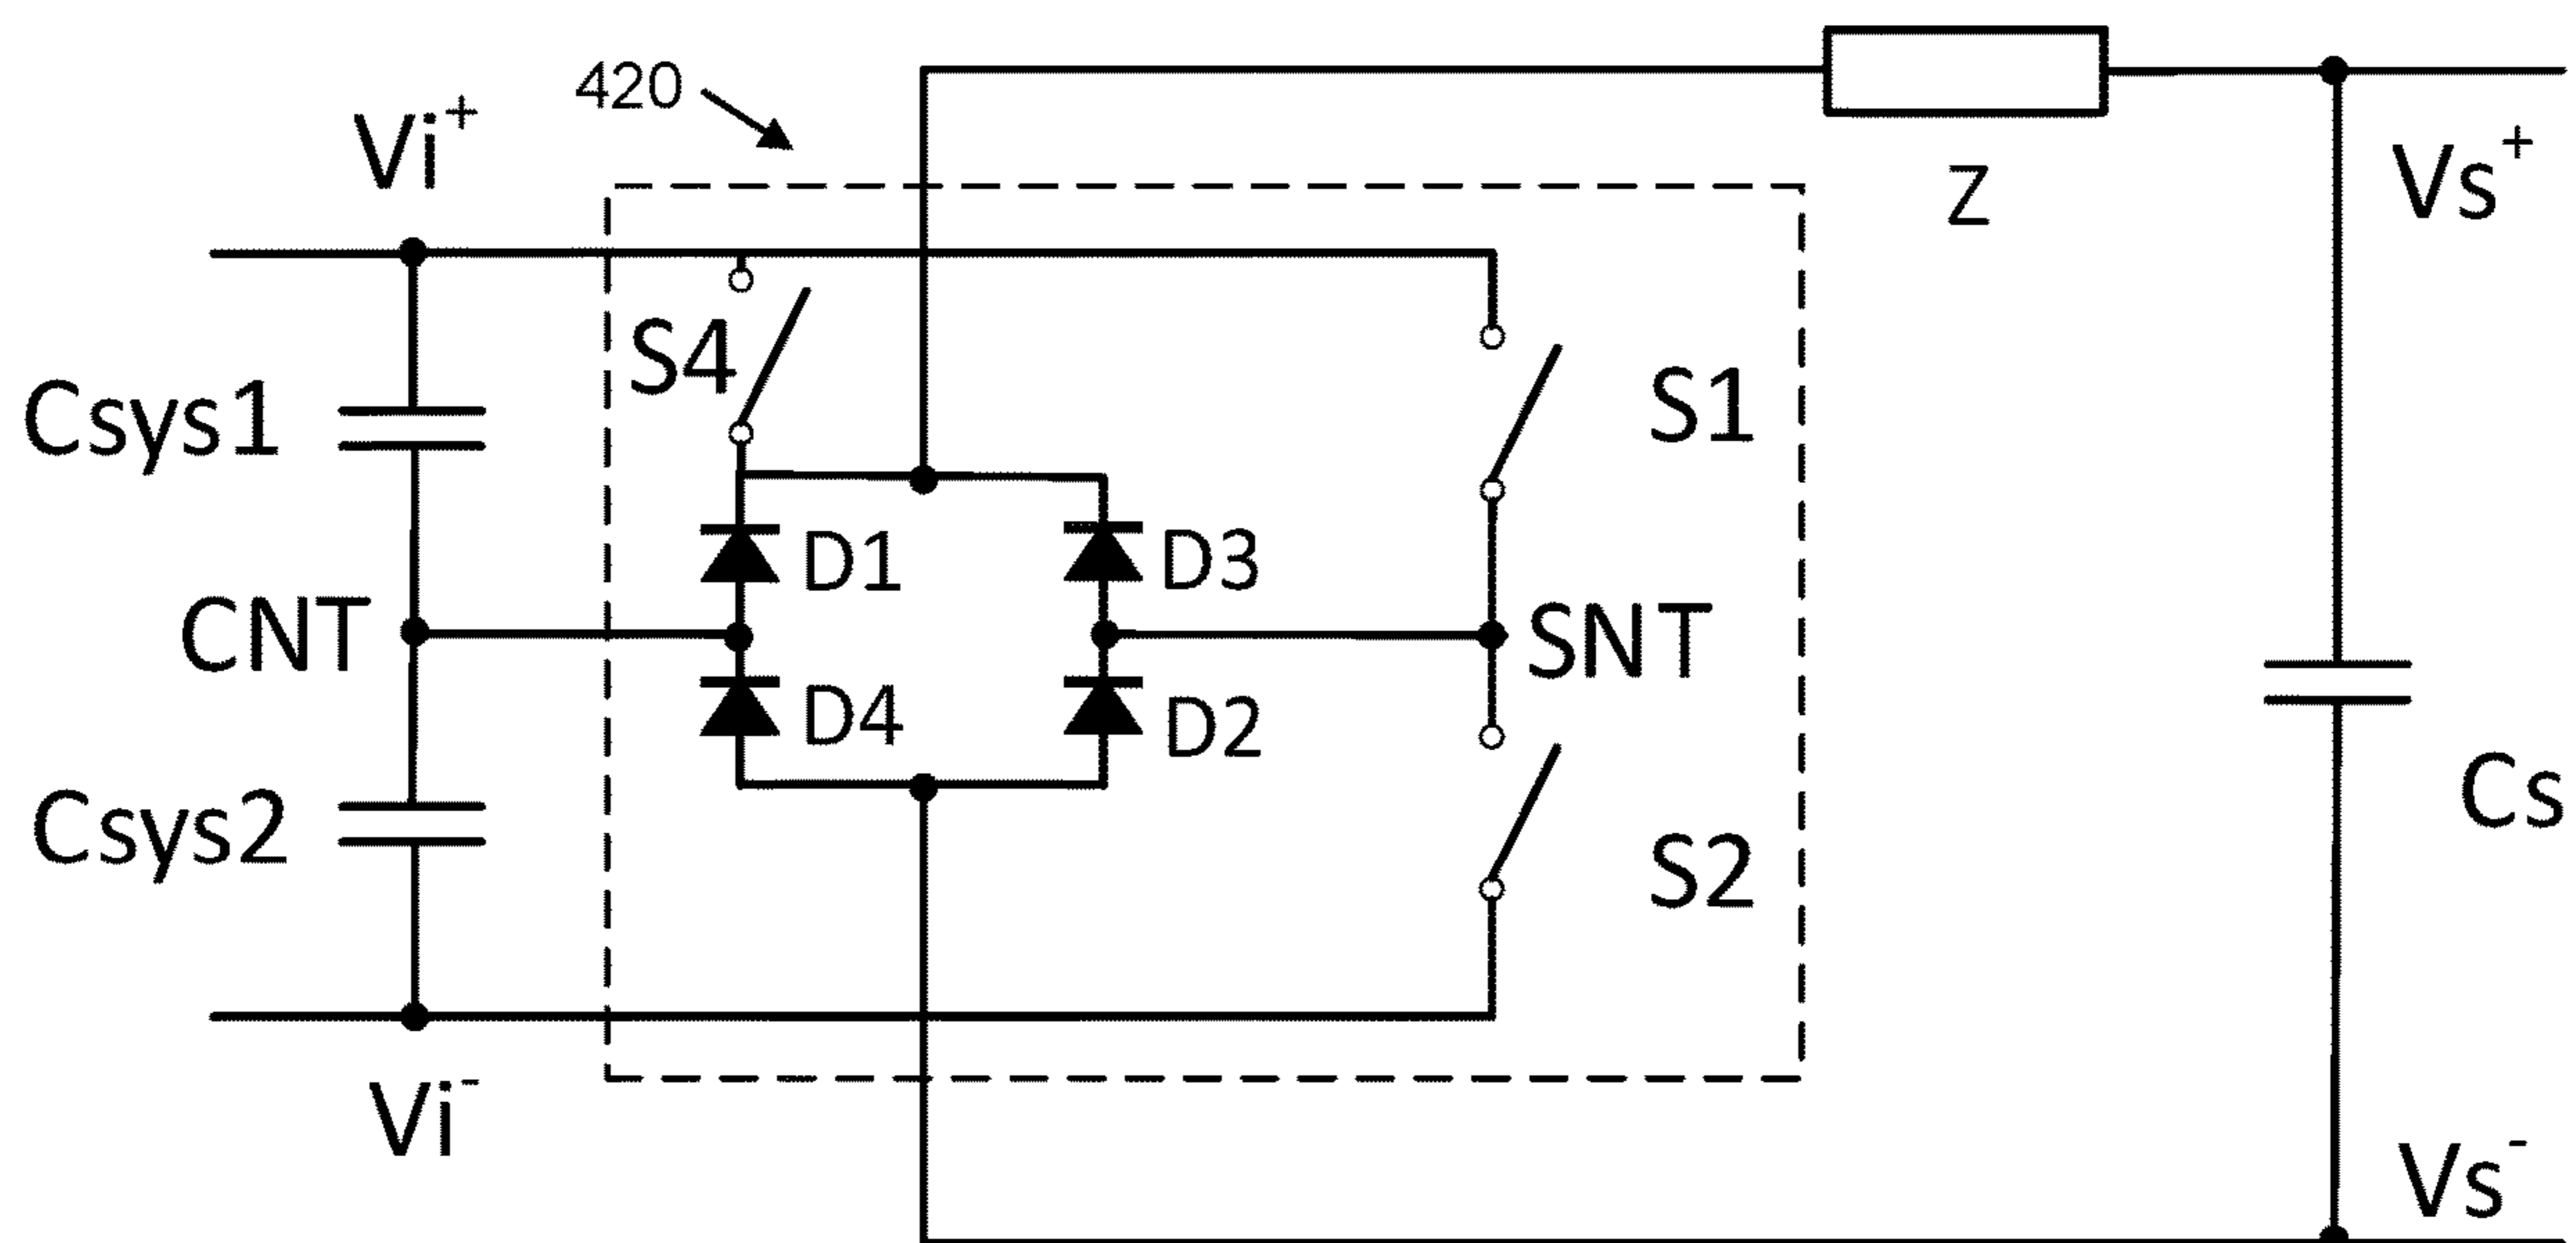 420
Vi+
Vs+
Z
S4
S1
Csys1
D1
D3
CNT
SNT
D4
D2
Csys2
Cs
S2
Vi-
Vs-